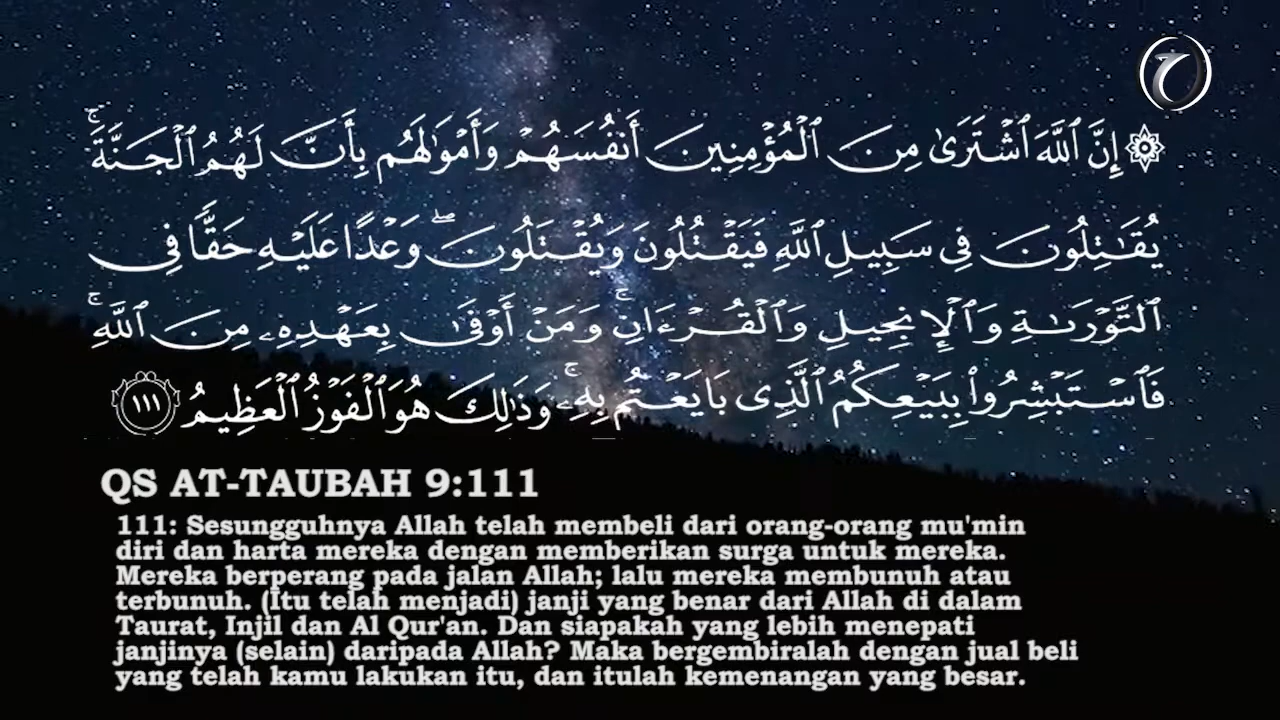 ح
۞ إِنَّ ٱللَّهَ ٱشْتَرَىٰ مِنَ ٱلْمُؤْمِنِينَ أَنفُسَهُمْ وَأَمْوَٰلَهُم بِأَنَّ لَهُمُ ٱلْجَنَّةَ ۚ
يُقَـٰتِلُونَ فِى سَبِيلِ ٱللَّهِ فَيَقْتُلُونَ وَيُقْتَلُونَ ۖ وَعْدًا عَلَيْهِ حَقًّا فِى
ٱلتَّوْرَىٰةِ وَٱلْإِنجِيلِ وَٱلْقُرْءَانِ ۚ وَمَنْ أَوْفَىٰ بِعَهْدِهِۦ مِنَ ٱللَّهِ ۚ
فَٱسْتَبْشِرُوا۟ بِبَيْعِكُمُ ٱلَّذِى بَايَعْتُم بِهِۦ ۚ وَذَٰلِكَ هُوَ ٱلْفَوْزُ ٱلْعَظِيمُ ١١١
QS AT-TAUBAH 9:111
111: Sesungguhnya Allah telah membeli dari orang-orang mu'min
diri dan harta mereka dengan memberikan surga untuk mereka.
Mereka berperang pada jalan Allah; lalu mereka membunuh atau
terbunuh. (Itu telah menjadi) janji yang benar dari Allah di dalam
Taurat, Injil dan Al Qur'an. Dan siapakah yang lebih menepati
janjinya (selain) daripada Allah? Maka bergembiralah dengan jual beli
yang telah kamu lakukan itu, dan itulah kemenangan yang besar.